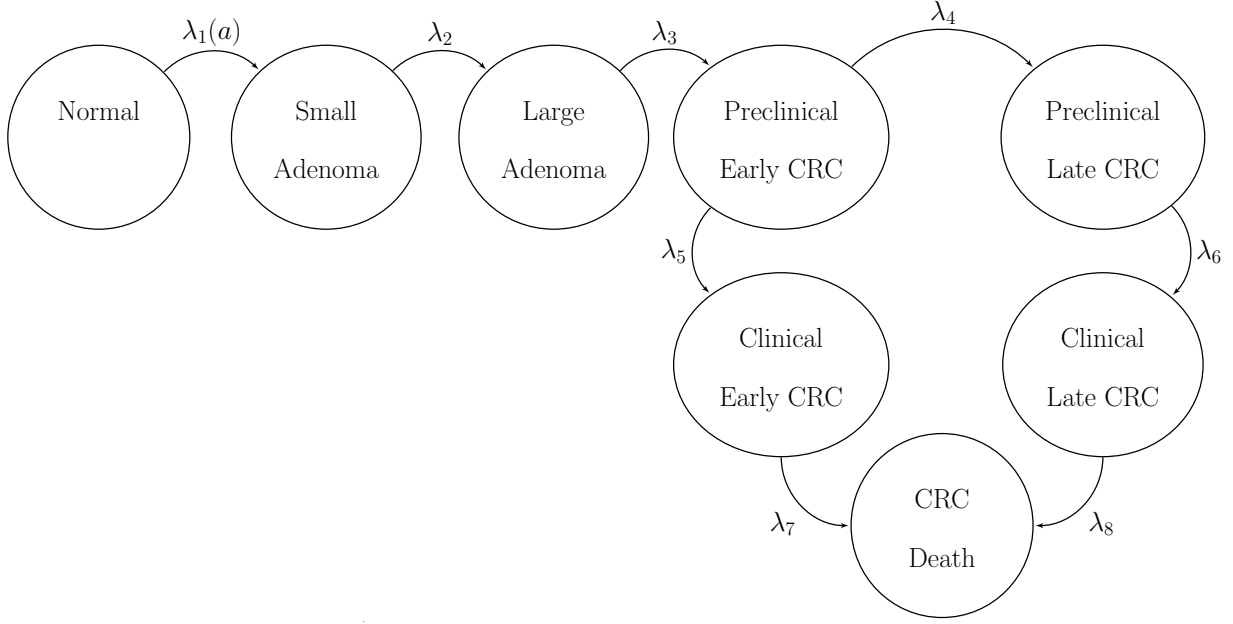 λ₁(a)
λ₂
λ₃
λ₄
Normal
Small
Adenoma
Large
Adenoma
Preclinical
Early CRC
Preclinical
Late CRC
λ₅
λ₆
Clinical
Early CRC
Clinical
Late CRC
λ₇
CRC
Death
λ₈